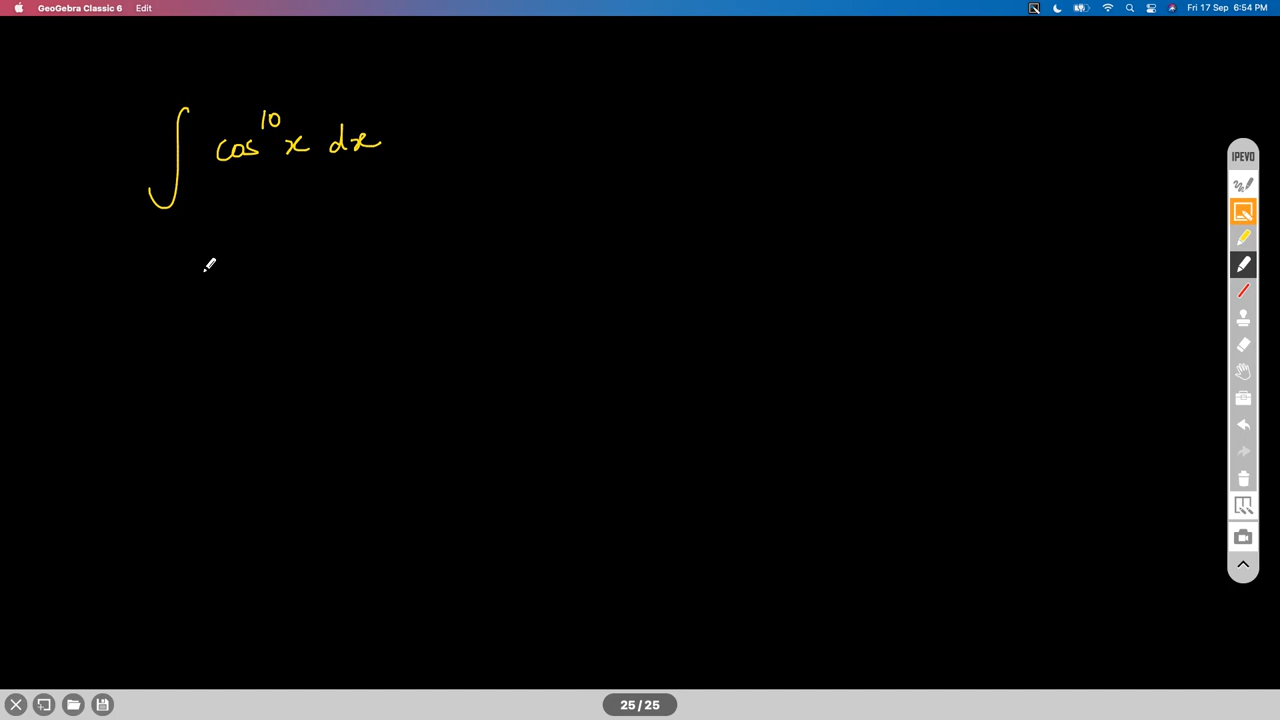 GeoGebra Classic 6 Edit Fri 17 Sep 6:54 PM
∫ cos¹⁰ x dx
IPEVO
25 / 25